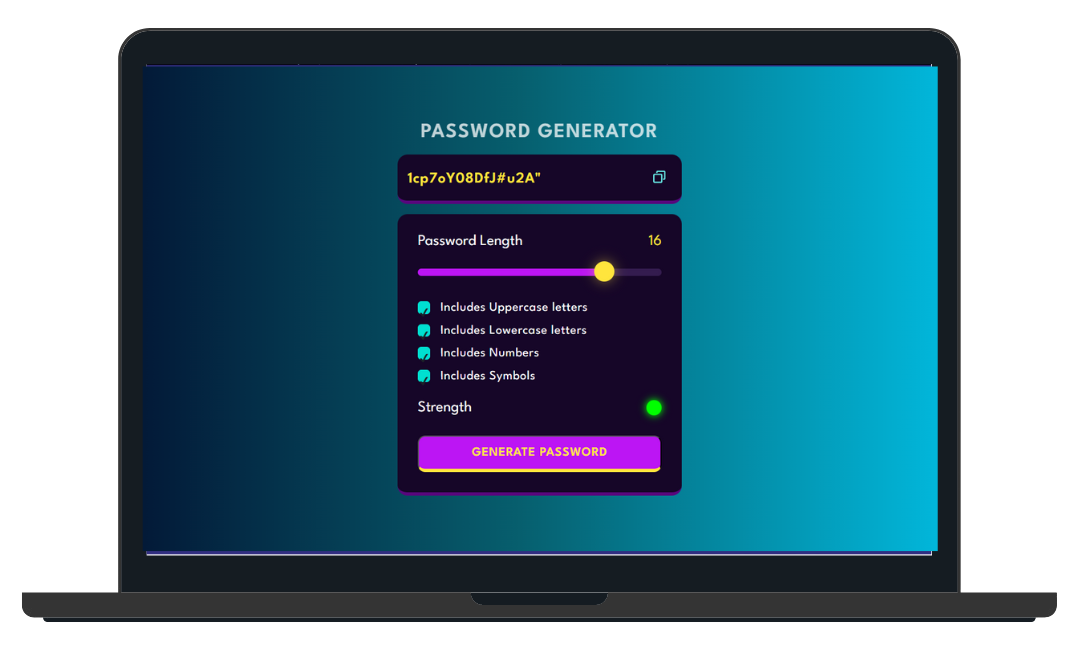 PASSWORD GENERATOR
1cp7oY08DfJ#u2A"
Password Length 16
Includes Uppercase letters
Includes Lowercase letters
Includes Numbers
Includes Symbols
Strength
GENERATE PASSWORD